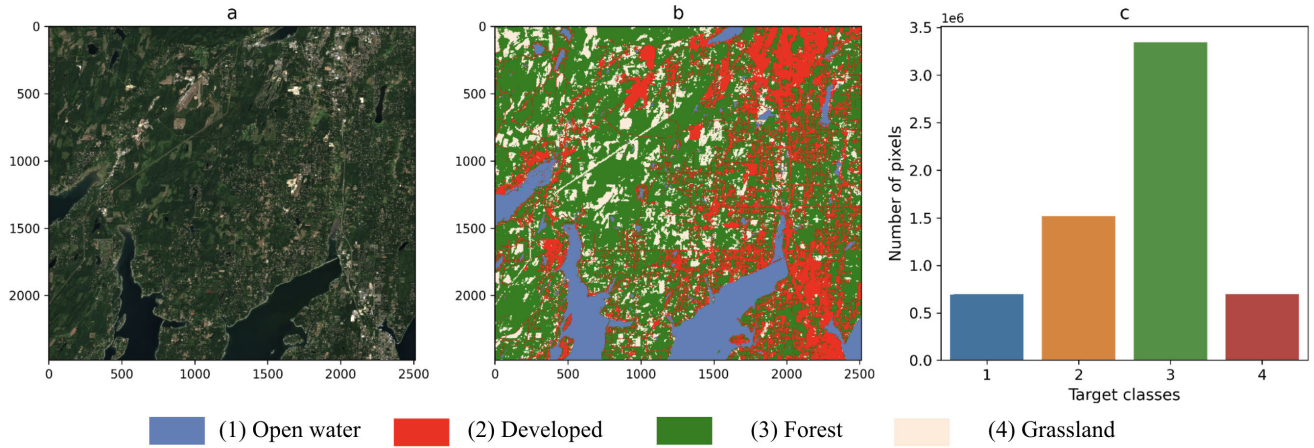 a
0
500
1000
1500
2000
0 500 1000 1500 2000 2500
b
0
500
1000
1500
2000
0 500 1000 1500 2000 2500
c
1e6
3.5
3.0
2.5
2.0
1.5
1.0
0.5
0.0
Number of pixels
1 2 3 4
Target classes
(1) Open water (2) Developed (3) Forest (4) Grassland